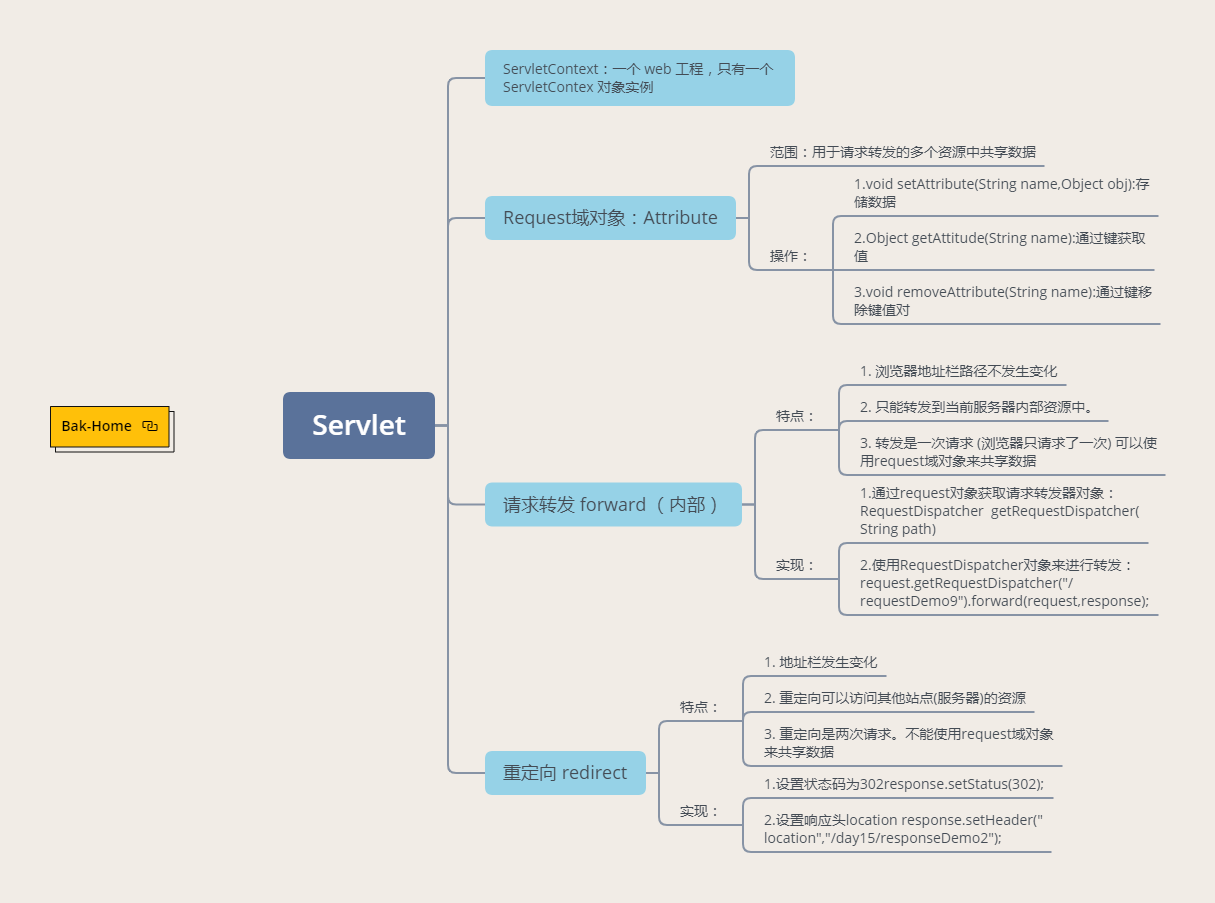 ServletContext：一个 web 工程，只有一个
ServletContex 对象实例
Request域对象：Attribute
范围：用于请求转发的多个资源中共享数据
操作：
1.void setAttribute(String name,Object obj):存
储数据
2.Object getAttitude(String name):通过键获取
值
3.void removeAttribute(String name):通过键移
除键值对
Bak-Home
Servlet
请求转发 forward （ 内部 ）
特点：
1. 浏览器地址栏路径不发生变化
2. 只能转发到当前服务器内部资源中。
3. 转发是一次请求 (浏览器只请求了一次) 可以使
用request域对象来共享数据
实现：
1.通过request对象获取请求转发器对象：
RequestDispatcher  getRequestDispatcher(
String path)
2.使用RequestDispatcher对象来进行转发：
request.getRequestDispatcher("/
requestDemo9").forward(request,response);
重定向 redirect
特点：
1. 地址栏发生变化
2. 重定向可以访问其他站点(服务器)的资源
3. 重定向是两次请求。不能使用request域对象
来共享数据
实现：
1.设置状态码为302response.setStatus(302);
2.设置响应头location response.setHeader("
location","/day15/responseDemo2");